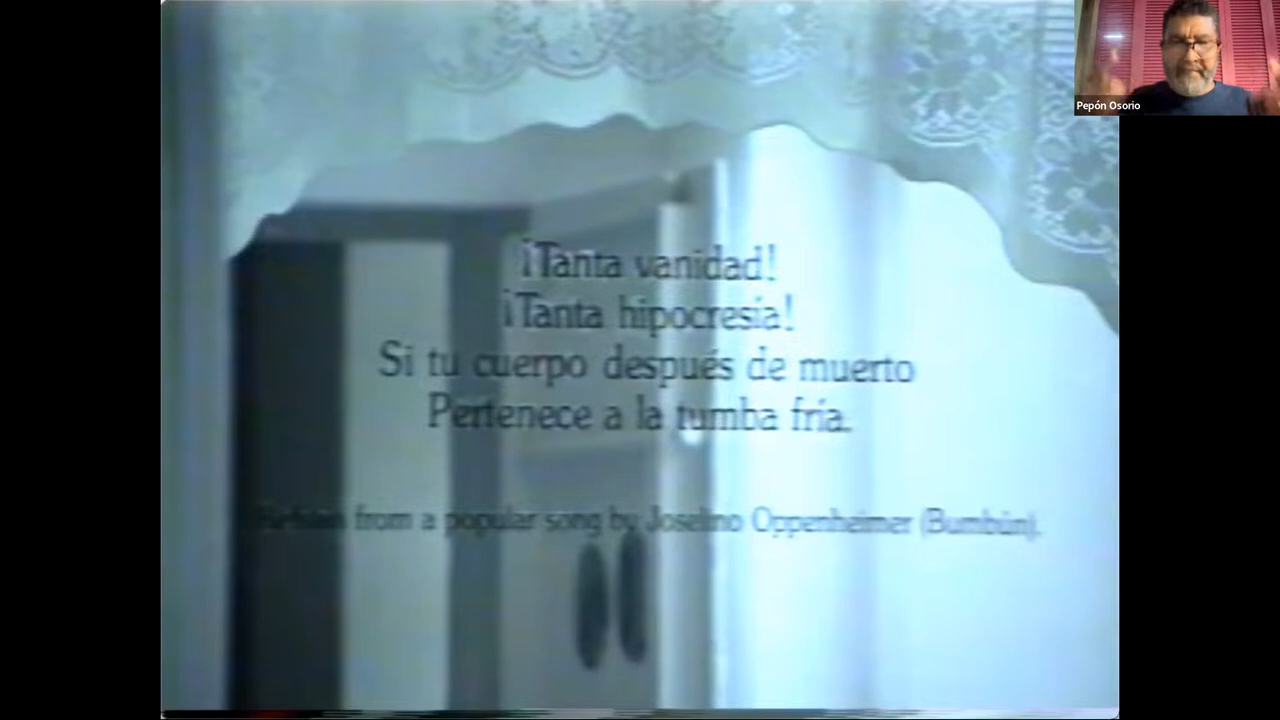 Pepón Osorio
¡Tanta vanidad!
¡Tanta hipocresía!
Si tu cuerpo después de muerto
Pertenece a la tumba fría.
Refrain from a popular song by Joselino Oppenheimer (Bumbún).